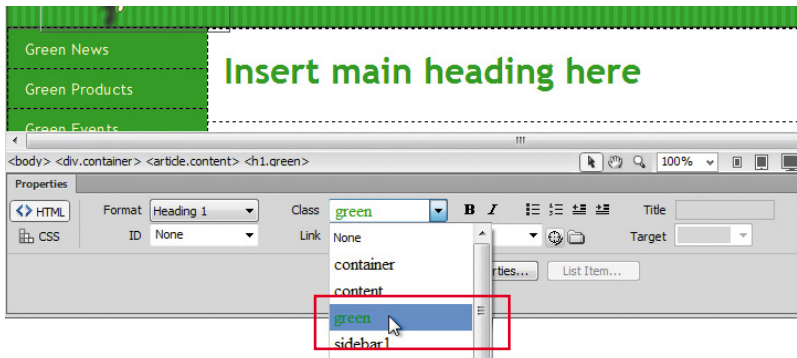 Green News
Insert main heading here
Green Products
Green Events
<body> <div.container> <article.content> <h1.green>
100%
Properties
<> HTML Format Heading 1 Class green B I Title
CSS ID None Link None Target
container
rties... List Item...
content
green
sidebar1